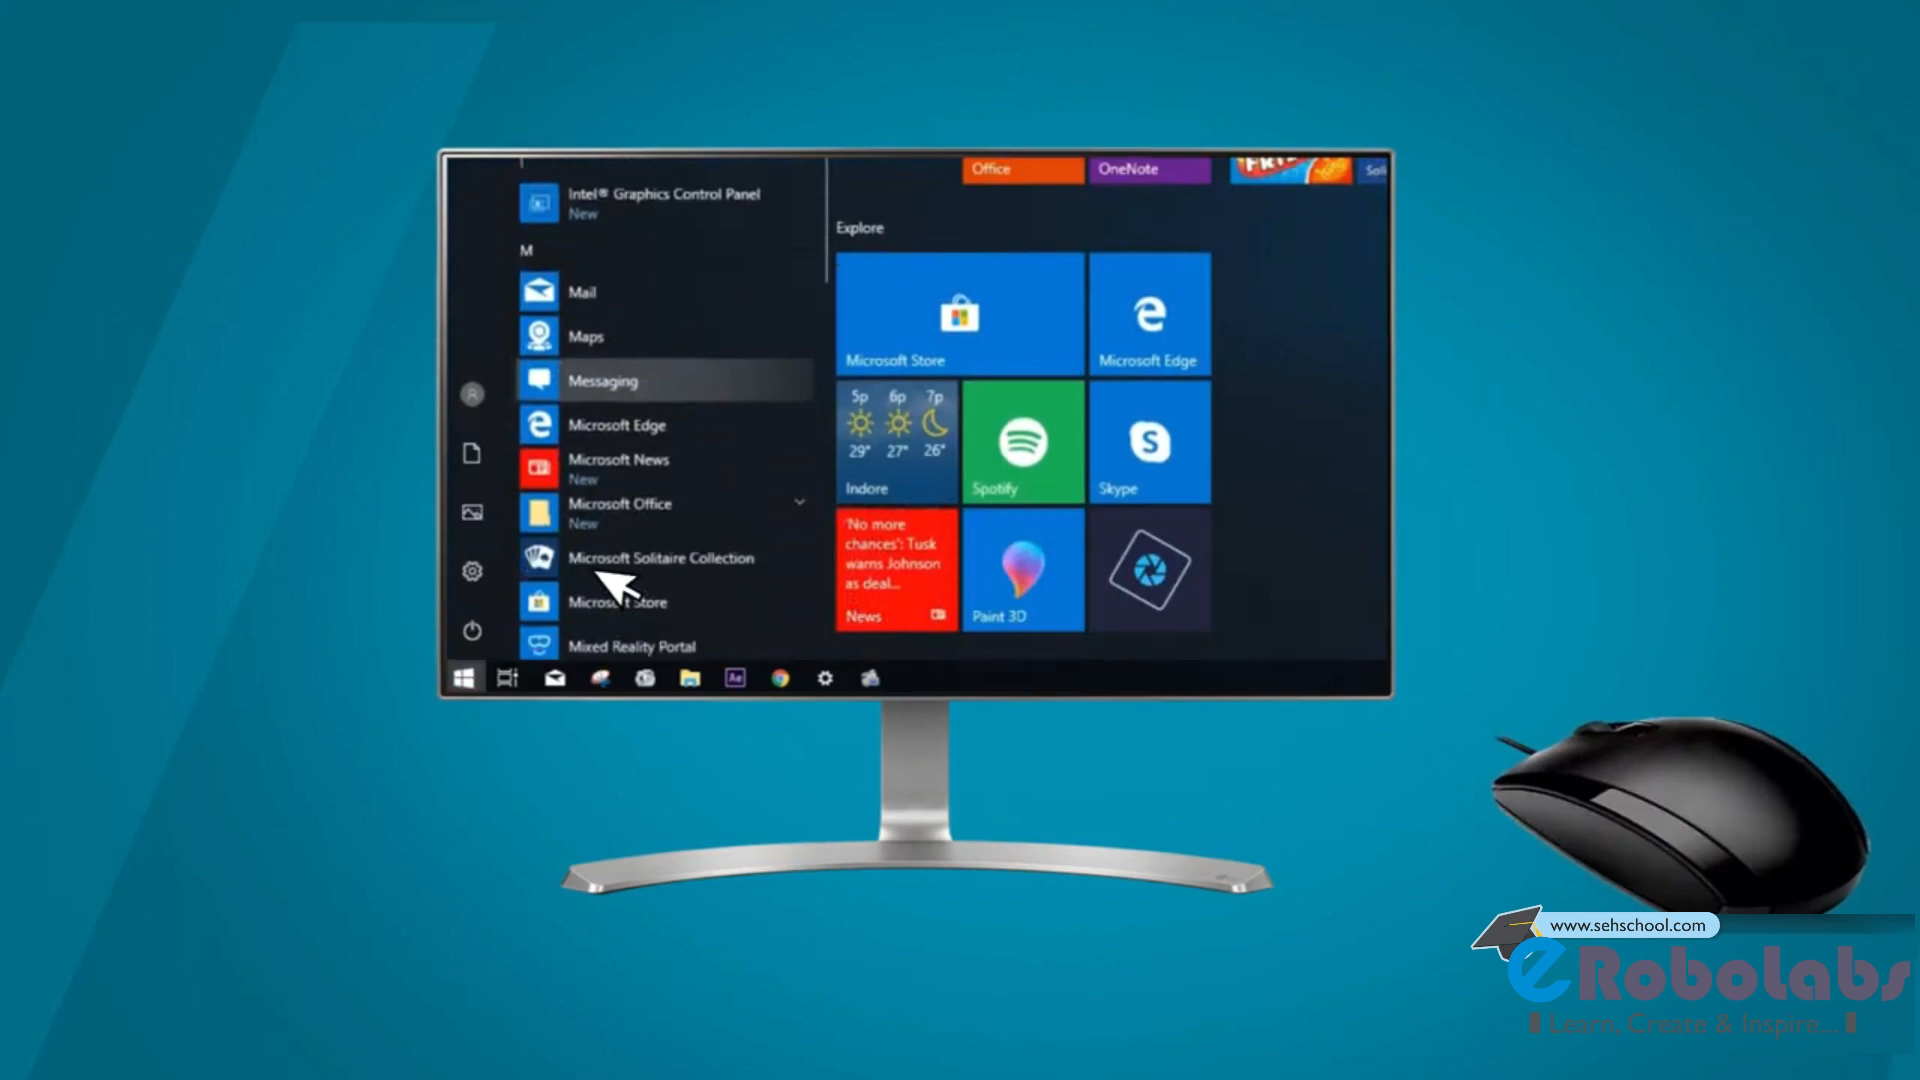 Intel® Graphics Control Panel
New
M
Mail
Maps
Messaging
Microsoft Edge
Microsoft News
New
Microsoft Office
New
Microsoft Solitaire Collection
Store
Mixed Reality Portal
Office
OneNote
Explore
Microsoft Store
Microsoft Edge
5p 6p 7p
29° 27° 26°
Indore
Spotify
S
Skype
'No more
chances': Tusk
warns Johnson
as deal...
News
Paint 3D
Ae
www.sehschool.com
eRoboLabs
Learn, Create & Inspire...